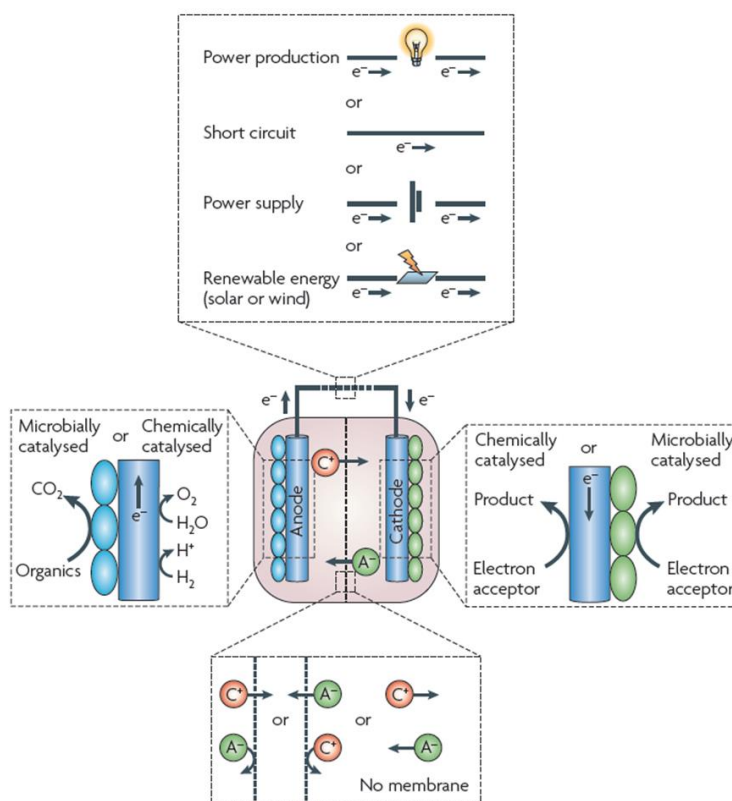 Power production
e⁻ e⁻
or
Short circuit
e⁻
or
Power supply
e⁻ e⁻
or
Renewable energy
(solar or wind)
e⁻ e⁻
e⁻ e⁻
Microbially
catalysed
or
Chemically
catalysed
CO₂
Organics
e⁻
O₂
H₂O
H⁺
H₂
Anode
C⁺
Cathode
A⁻
Chemically
catalysed
or
Microbially
catalysed
Product
Electron
acceptor
e⁻
Product
Electron
acceptor
C⁺ A⁻ C⁺
or or
A⁻ C⁺ A⁻
No membrane